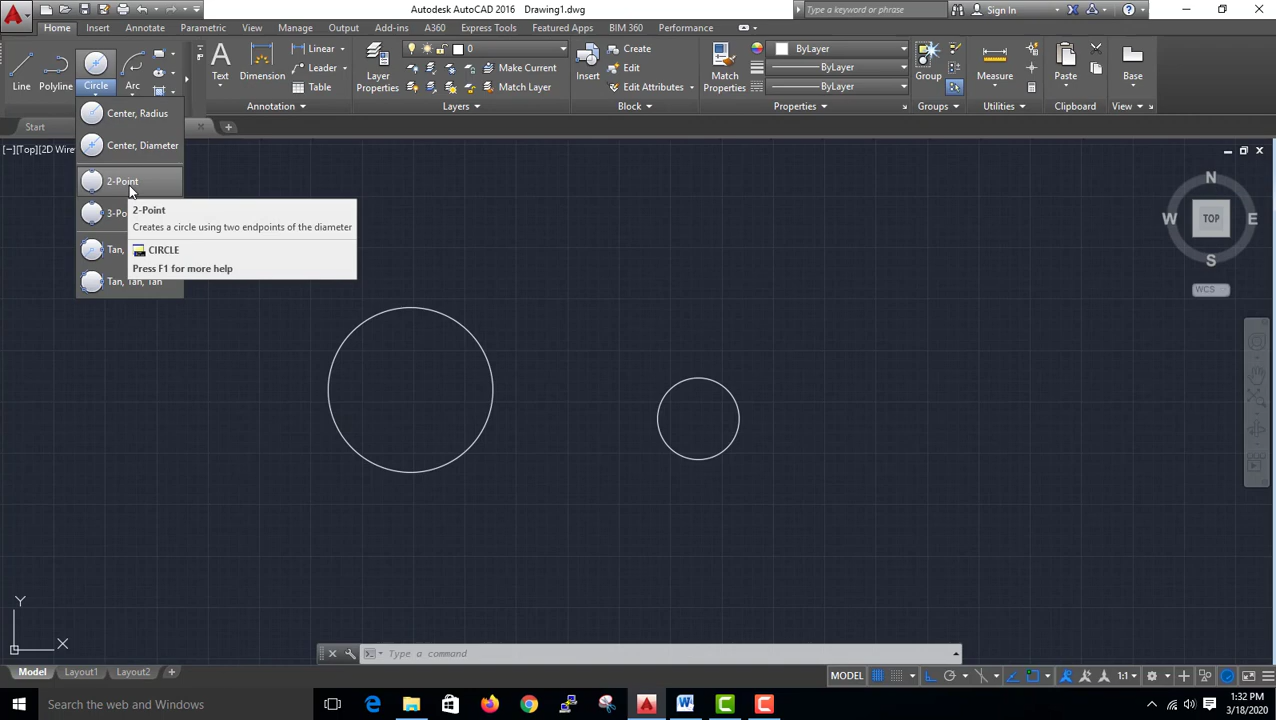 Autodesk AutoCAD 2016 Drawing1.dwg
Type a keyword or phrase
Sign In
Home Insert Annotate Parametric View Manage Output Add-ins A360 Express Tools Featured Apps BIM 360 Performance
Line
Polyline
Circle
Arc
Text
Dimension
Linear
Leader
Table
Annotation
Layer
Properties
0
Make Current
Match Layer
Layers
Insert
Create
Edit
Edit Attributes
Block
Match
Properties
ByLayer
ByLayer
ByLayer
Properties
Group
Groups
Measure
Utilities
Paste
Clipboard
Base
View
Start
Center, Radius
Center, Diameter
2-Point
3-Po
Tan,
Tan, Tan, Tan
2-Point
Creates a circle using two endpoints of the diameter
CIRCLE
Press F1 for more help
[−][Top][2D Wire
N
W TOP E
S
WCS
Y
X
Type a command
Model Layout1 Layout2
MODEL
1:1
Search the Web and Windows
1:32 PM
3/18/2020